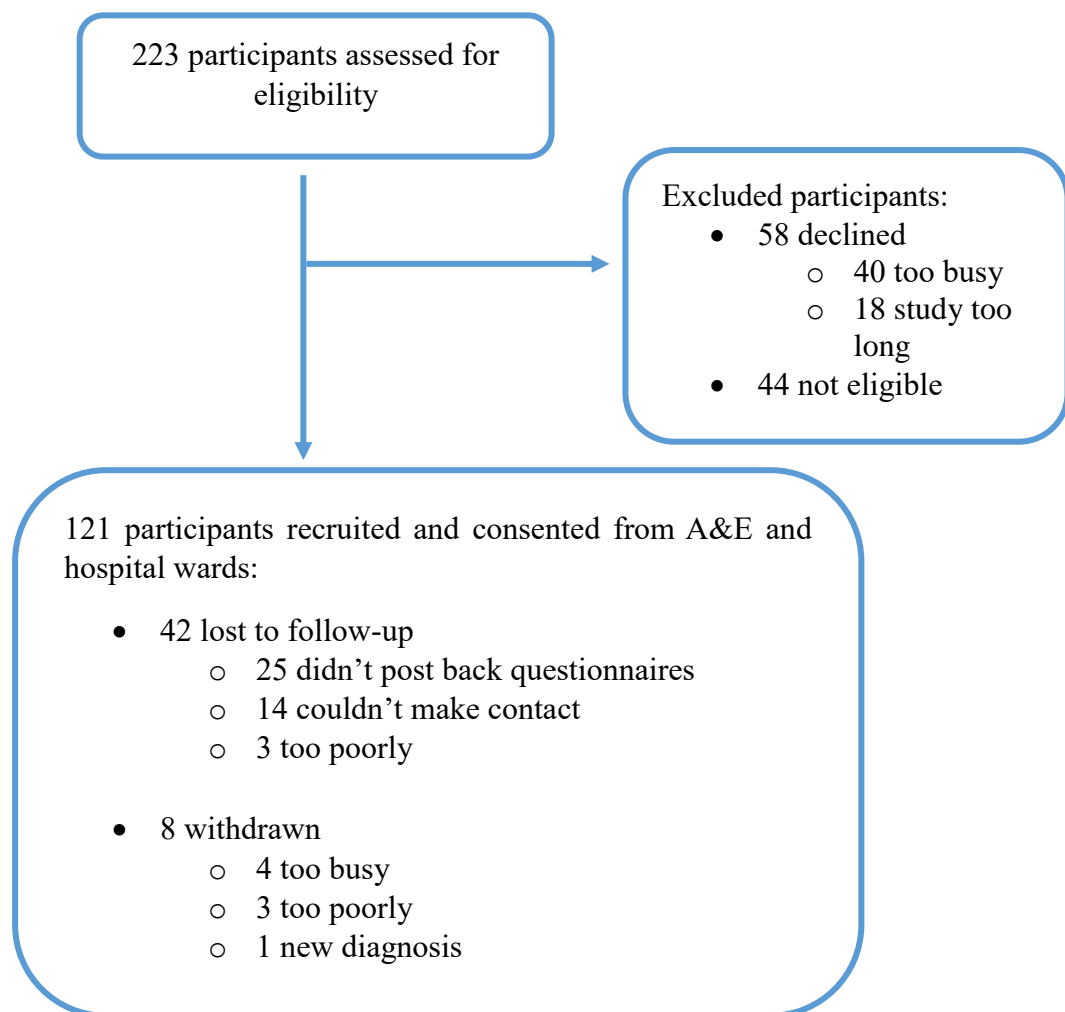 223 participants assessed for
eligibility
Excluded participants:
• 58 declined
o 40 too busy
o 18 study too
long
• 44 not eligible
121 participants recruited and consented from A&E and
hospital wards:
• 42 lost to follow-up
o 25 didn’t post back questionnaires
o 14 couldn’t make contact
o 3 too poorly
• 8 withdrawn
o 4 too busy
o 3 too poorly
o 1 new diagnosis